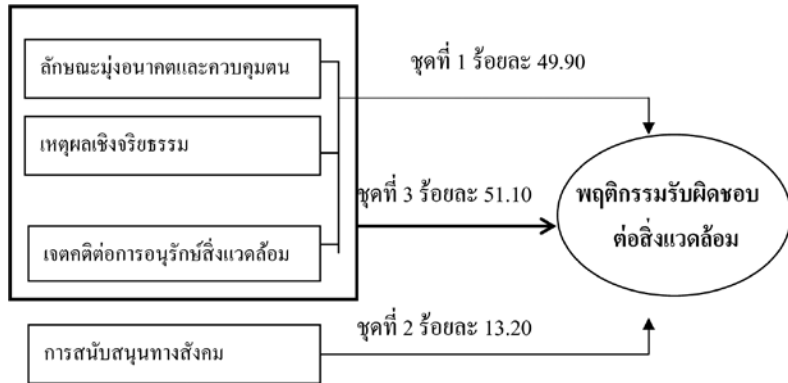 ลักษณะมุ่งอนาคตและควบคุมตน
ชุดที่ 1 ร้อยละ 49.90
เหตุผลเชิงจริยธรรม
ชุดที่ 3 ร้อยละ 51.10
พฤติกรรมรับผิดชอบ
ต่อสิ่งแวดล้อม
เจตคติต่อการอนุรักษ์สิ่งแวดล้อม
ชุดที่ 2 ร้อยละ 13.20
การสนับสนุนทางสังคม